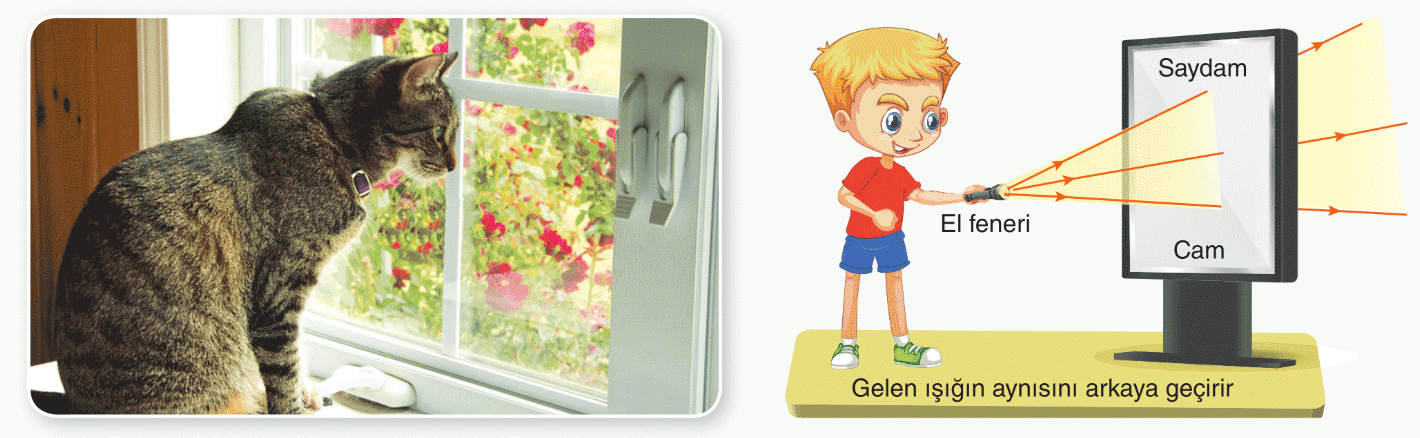 Saydam
El feneri
Cam
Gelen ışığın aynısını arkaya geçirir